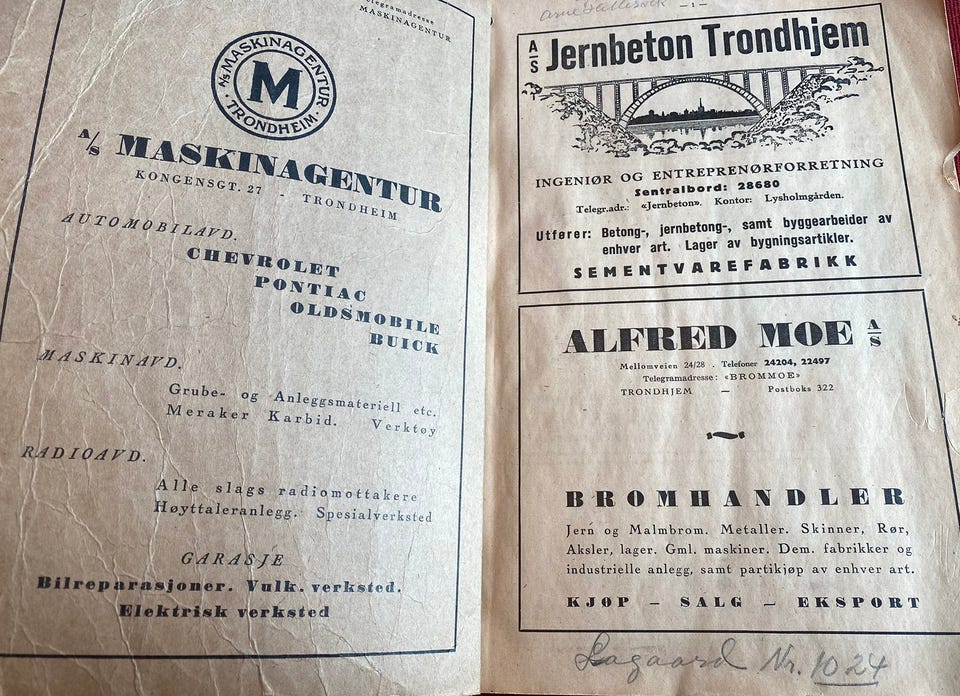 Telegramadresse
MASKINAGENTUR
A/S MASKINAGENTUR
M
TRONDHEIM
A/S MASKINAGENTUR
KONGENSGT. 27 - TRONDHEIM
AUTOMOBILAVD.
CHEVROLET
PONTIAC
OLDSMOBILE
BUICK
MASKINAVD.
Grube- og Anleggsmateriell etc.
Meraker Karbid. Verktøy
RADIOAVD.
Alle slags radiomottakere
Høyttaleranlegg. Spesialverksted
GARASJE
Bilreparasjoner. Vulk. verksted.
Elektrisk verksted
— 1 —
A/S Jernbeton Trondhjem
INGENIØR OG ENTREPRENØRFORRETNING
Sentralbord: 28680
Telegr.adr.: «Jernbeton». Kontor: Lysholmgården.
Utfører: Betong-, jernbetong-, samt byggearbeider av
enhver art. Lager av bygningsartikler.
SEMENTVAREFABRIKK
ALFRED MOE A/S
Mellomveien 24/28 . Telefoner 24204, 22497
Telegramadresse: «BROMMOE»
TRONDHJEM — Postboks 322
BROMHANDLER
Jern og Malmbrom. Metaller. Skinner, Rør,
Aksler, lager. Gml. maskiner. Dem. fabrikker og
industrielle anlegg, samt partikjøp av enhver art.
KJØP – SALG – EKSPORT
Lagaard Nr. 1024